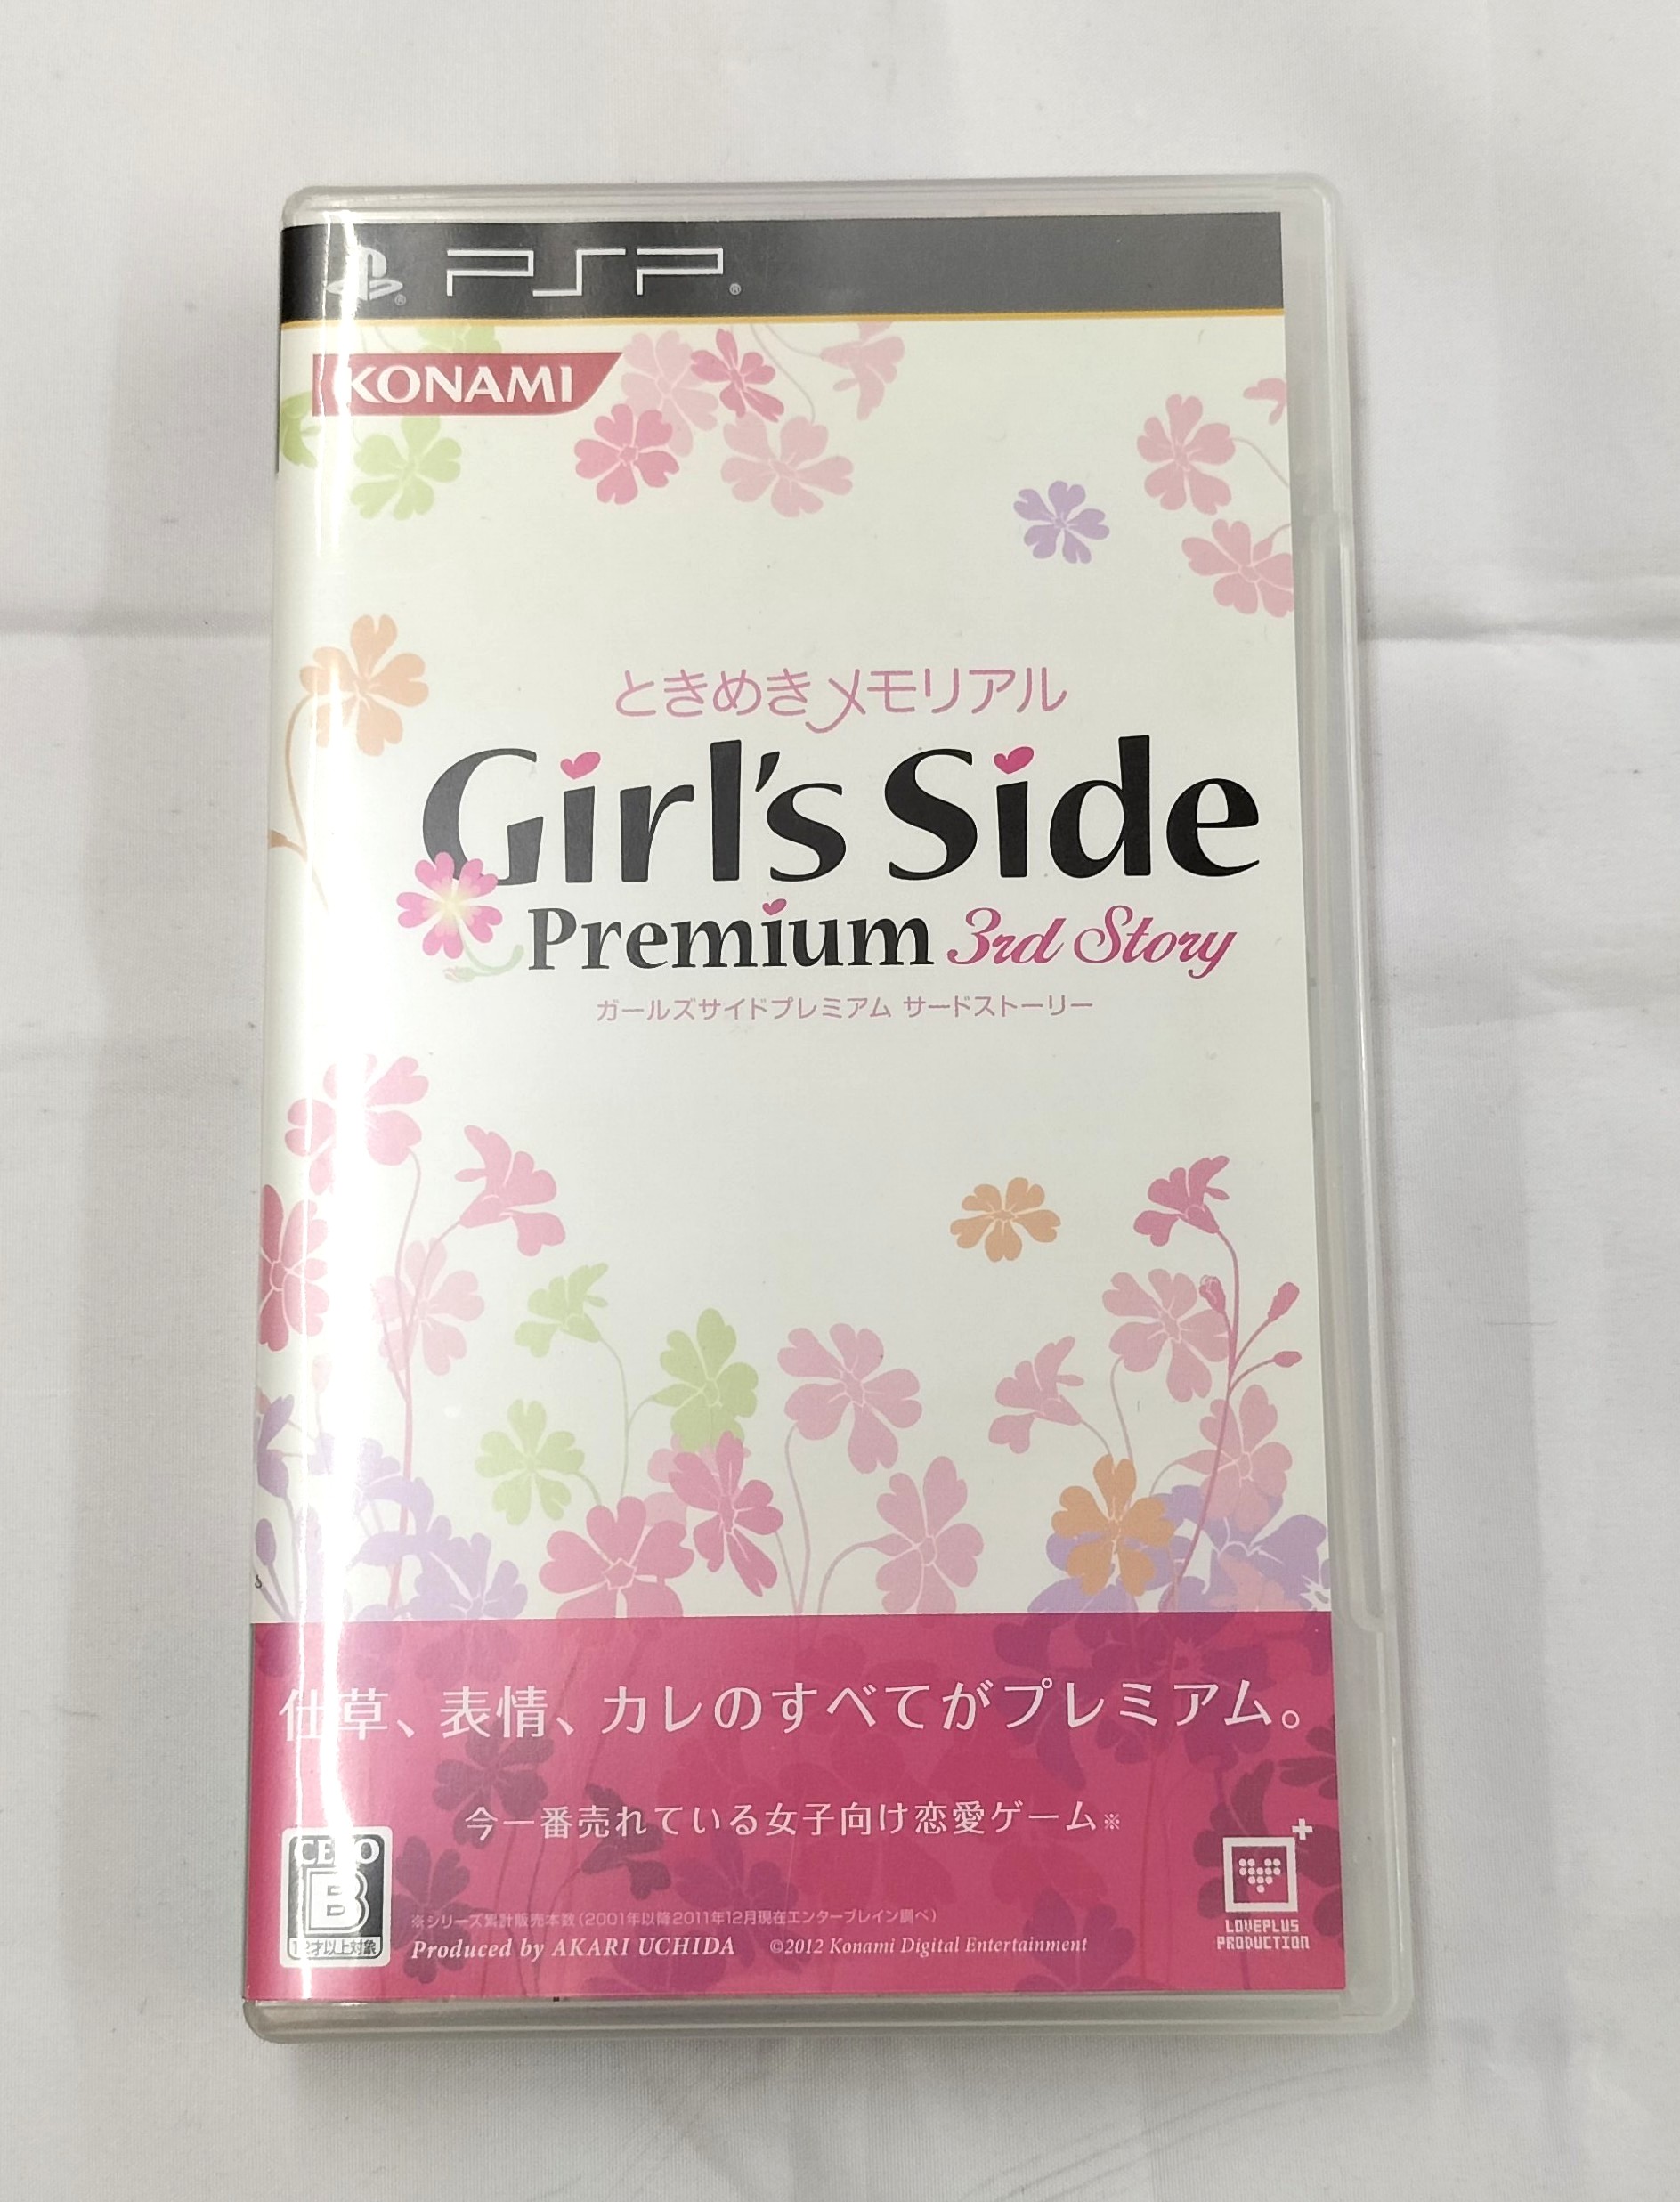 PSP®
KONAMI
ときめきメモリアル
Girl's Side
Premium 3rd Story
ガールズサイドプレミアム サードストーリー
仕草、表情、カレのすべてがプレミアム。
今一番売れている女子向け恋愛ゲーム※
CERO
B
12才以上対象
※シリーズ累計販売本数（2001年以降2011年12月現在エンターブレイン調べ）
Produced by AKARI UCHIDA ©2012 Konami Digital Entertainment
LOVEPLUS
PRODUCTION